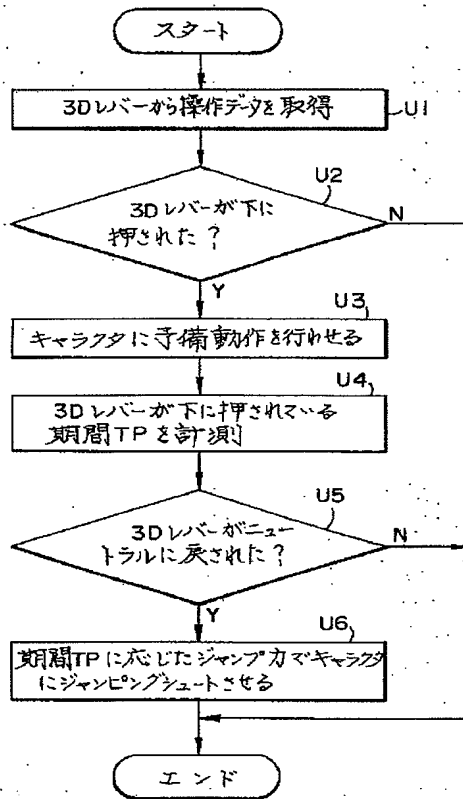 スタート
3Dレバーから操作データを取得
U1
U2
3Dレバーが下に
押された?
N
Y
U3
キャラクタに予備動作を行わせる
U4
3Dレバーが下に押されている
期間TPを計測
U5
3Dレバーがニュー
トラルに戻された?
N
Y
U6
期間TPに応じたジャンプ力でキャラクタ
にジャンピングシュートさせる
エンド